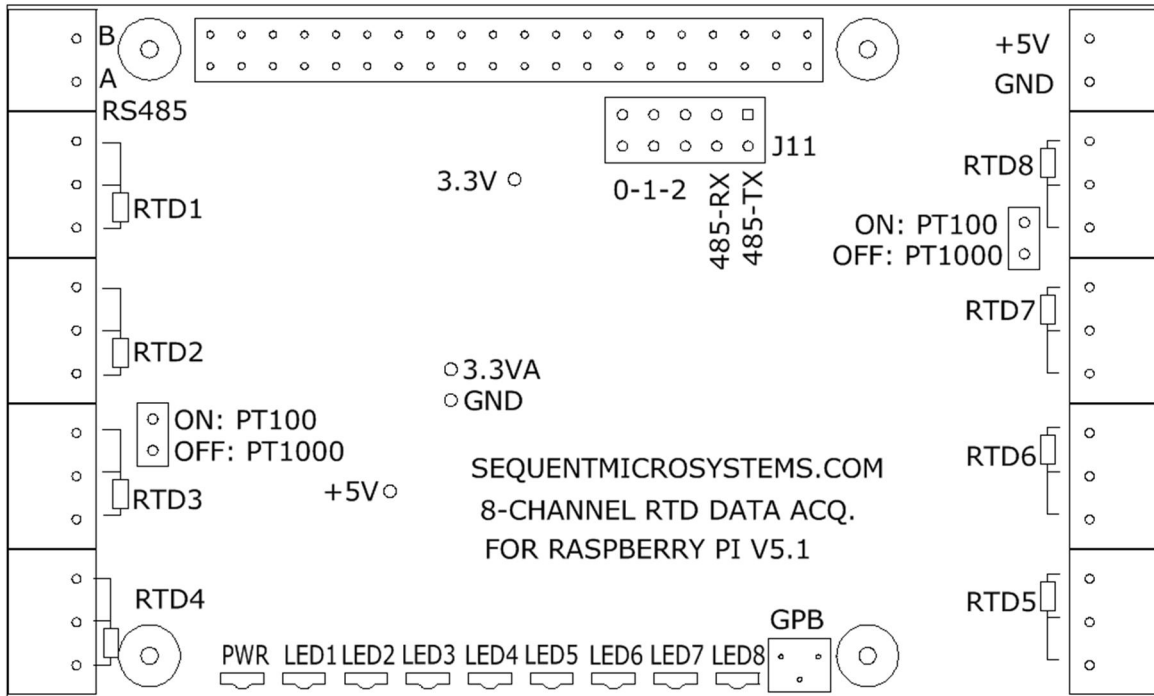 B
A
RS485
+5V
GND
J11
0-1-2
485-RX
485-TX
3.3V
RTD1
RTD8
ON: PT100
OFF: PT1000
RTD2
RTD7
3.3VA
GND
ON: PT100
OFF: PT1000
RTD3
+5V
RTD6
SEQUENTMICROSYSTEMS.COM
8-CHANNEL RTD DATA ACQ.
FOR RASPBERRY PI V5.1
RTD4
RTD5
GPB
PWR LED1 LED2 LED3 LED4 LED5 LED6 LED7 LED8